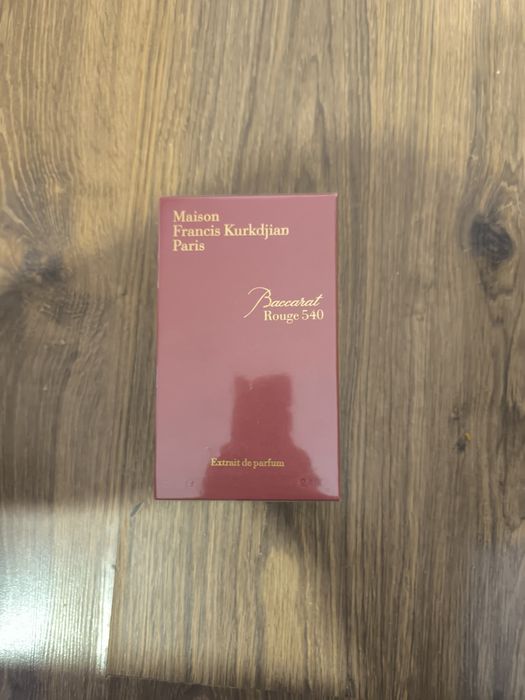 Maison
Francis Kurkdjian
Paris
Baccarat
Rouge 540
Extrait de parfum